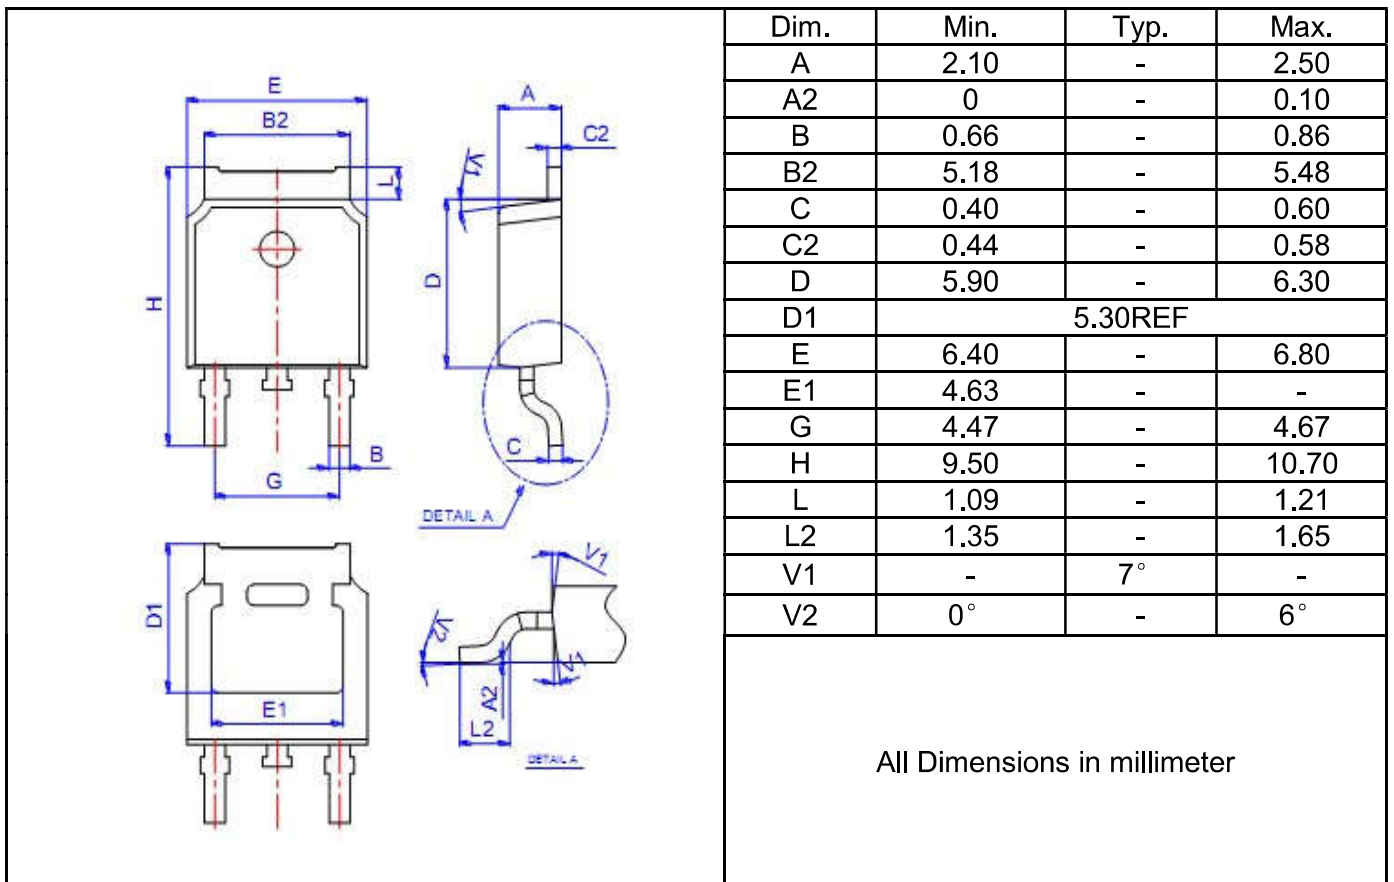 E
B2
A
C2
V1
L
H
D
B
G
C
DETAIL A
D1
E1
V1
V2
V1
A2
L2
DETAIL A
Dim. Min. Typ. Max.
A 2.10 - 2.50
A2 0 - 0.10
B 0.66 - 0.86
B2 5.18 - 5.48
C 0.40 - 0.60
C2 0.44 - 0.58
D 5.90 - 6.30
D1 5.30REF
E 6.40 - 6.80
E1 4.63 - -
G 4.47 - 4.67
H 9.50 - 10.70
L 1.09 - 1.21
L2 1.35 - 1.65
V1 - 7° -
V2 0° - 6°
All Dimensions in millimeter